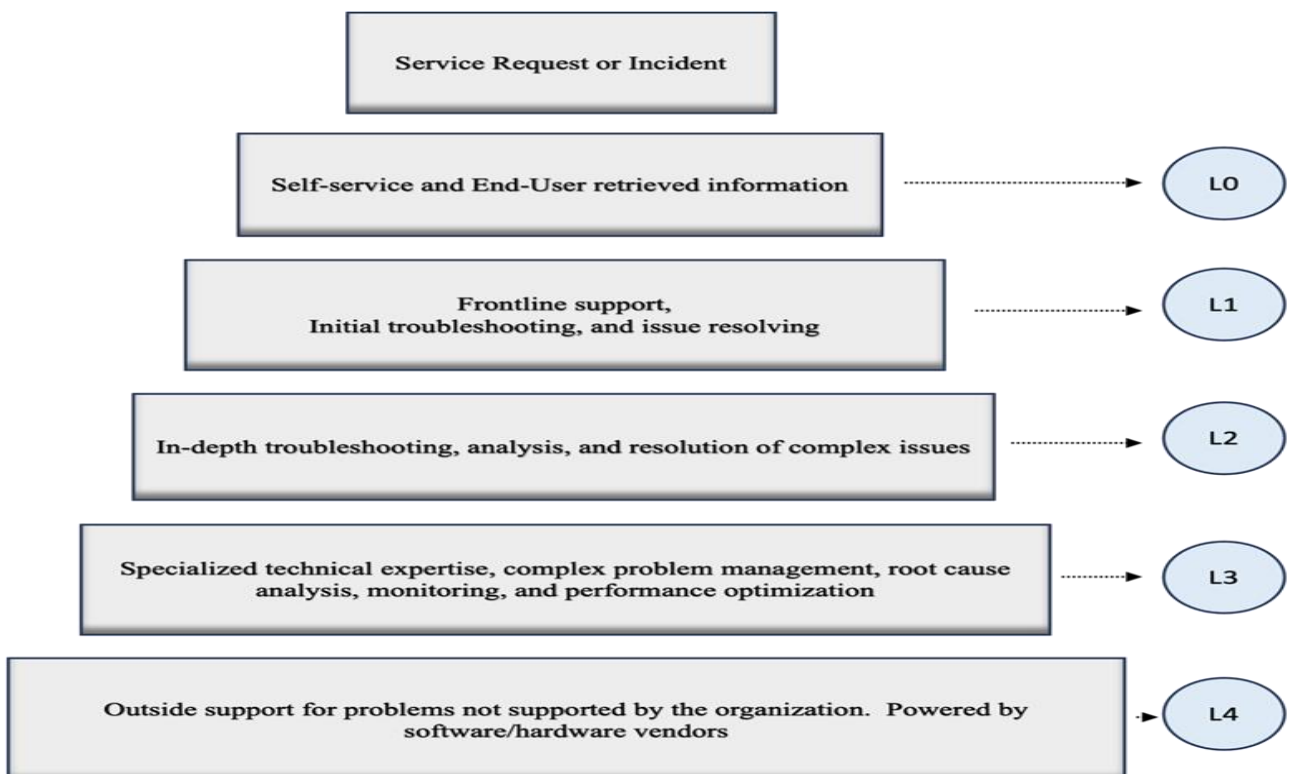 Service Request or Incident
Self-service and End-User retrieved information
L0
Frontline support,
Initial troubleshooting, and issue resolving
L1
In-depth troubleshooting, analysis, and resolution of complex issues
L2
Specialized technical expertise, complex problem management, root cause
analysis, monitoring, and performance optimization
L3
Outside support for problems not supported by the organization.  Powered by
software/hardware vendors
L4